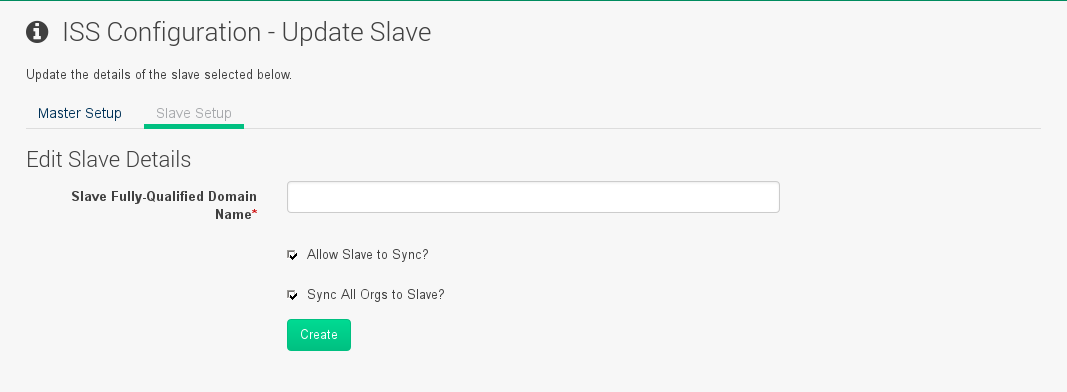 ISS Configuration - Update Slave
Update the details of the slave selected below.
Master Setup Slave Setup
Edit Slave Details
Slave Fully-Qualified Domain
Name*
Allow Slave to Sync?
Sync All Orgs to Slave?
Create